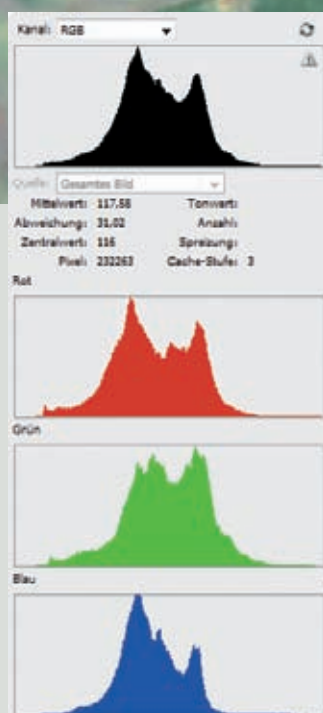 Kanal: RGB
Quelle: Gesamtes Bild
Mittelwert: 117.58 Tonwert:
Abweichung: 31.02 Anzahl:
Zentralwert: 116 Spreizung:
Pixel: 232263 Cache-Stufe: 3
Rot
Grün
Blau